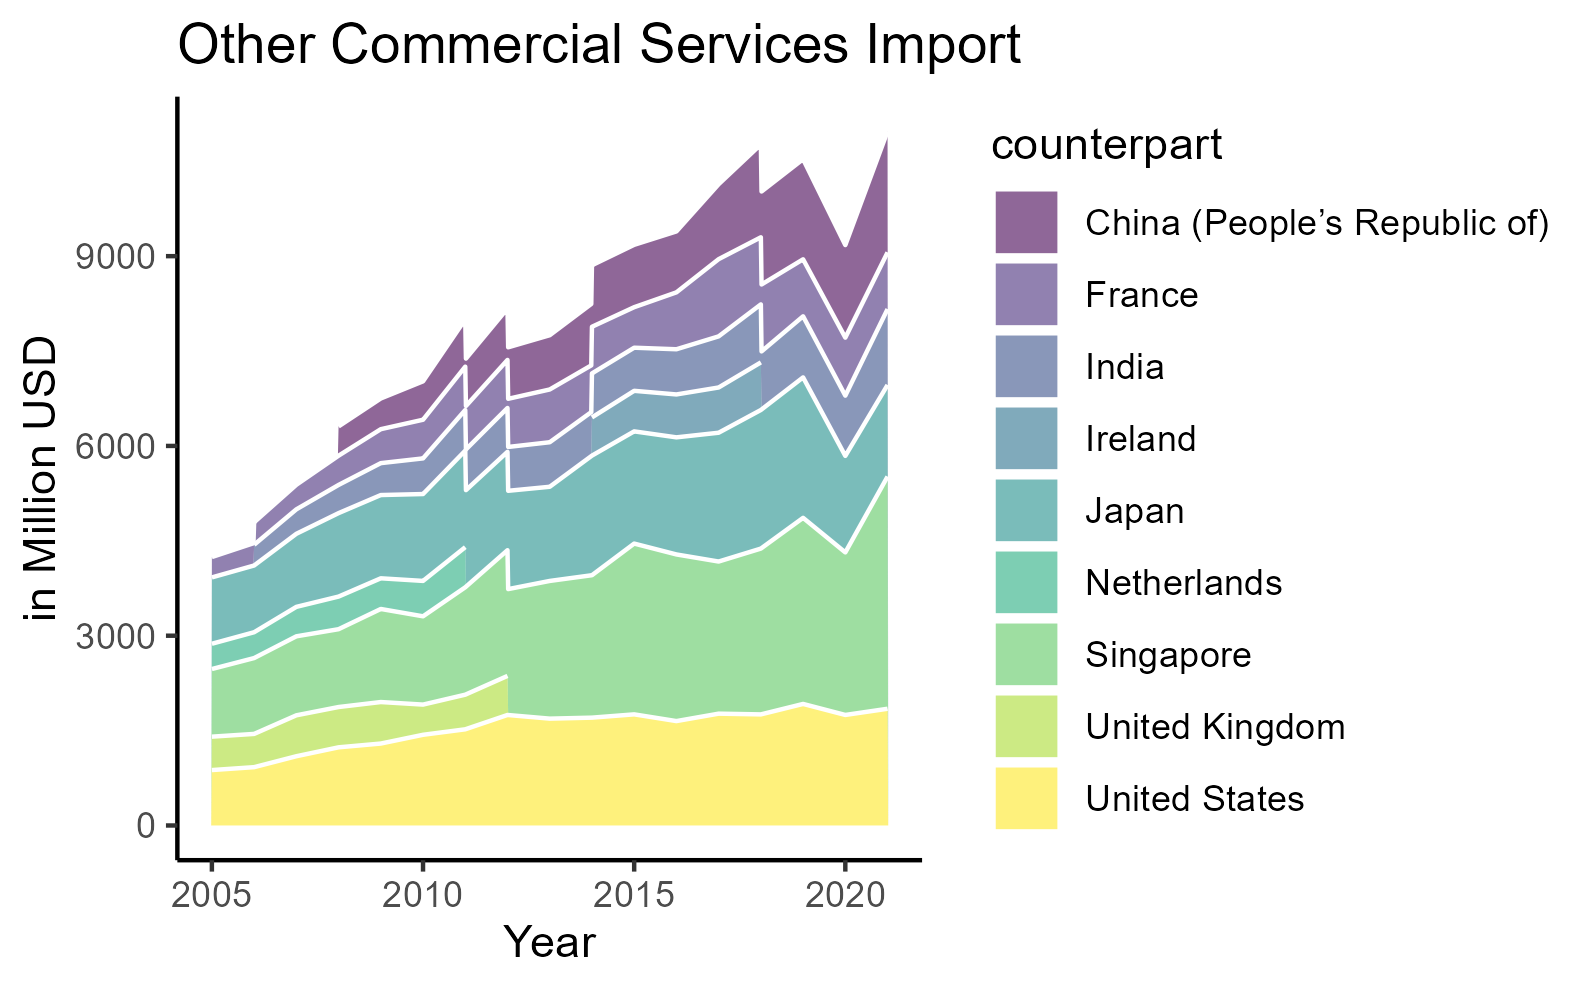 Other Commercial Services Import
in Million USD
9000
6000
3000
0
2005
2010
2015
2020
Year
counterpart
China (People’s Republic of)
France
India
Ireland
Japan
Netherlands
Singapore
United Kingdom
United States